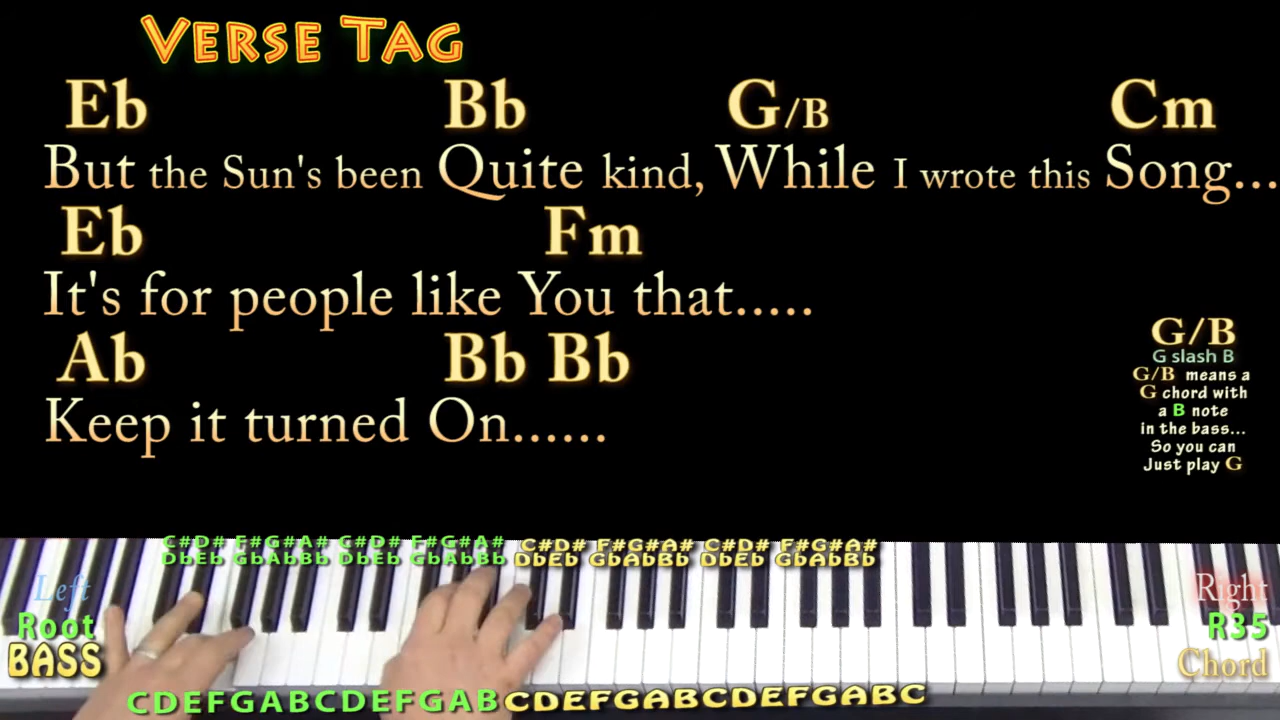 VERSE TAG
Eb Bb G/B Cm
But the Sun's been Quite kind, While I wrote this Song...
Eb Fm
It's for people like You that.....
Ab Bb Bb
Keep it turned On......
G/B
G slash B
G/B means a
G chord with
a B note
in the bass...
So you can
Just play G
C#D# F#G#A# C#D# F#G#A# C#D# F#G#A# C#D# F#G#A#
DbEb GbAbBb DbEb GbAbBb DbEb GbAbBb DbEb GbAbBb
Left
Root
BASS
Right
R35
Chord
CDEFGABCDEFGABCDEFGABCDEFGABC